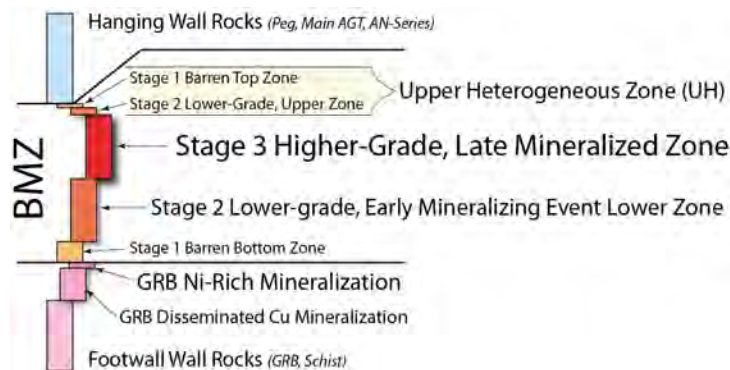 Hanging Wall Rocks (Peg, Main AGT, AN-Series)
Stage 1 Barren Top Zone
Stage 2 Lower-Grade, Upper Zone
Upper Heterogeneous Zone (UH)
Stage 3 Higher-Grade, Late Mineralized Zone
BMZ
Stage 2 Lower-grade, Early Mineralizing Event Lower Zone
Stage 1 Barren Bottom Zone
GRB Ni-Rich Mineralization
GRB Disseminated Cu Mineralization
Footwall Wall Rocks (GRB, Schist)